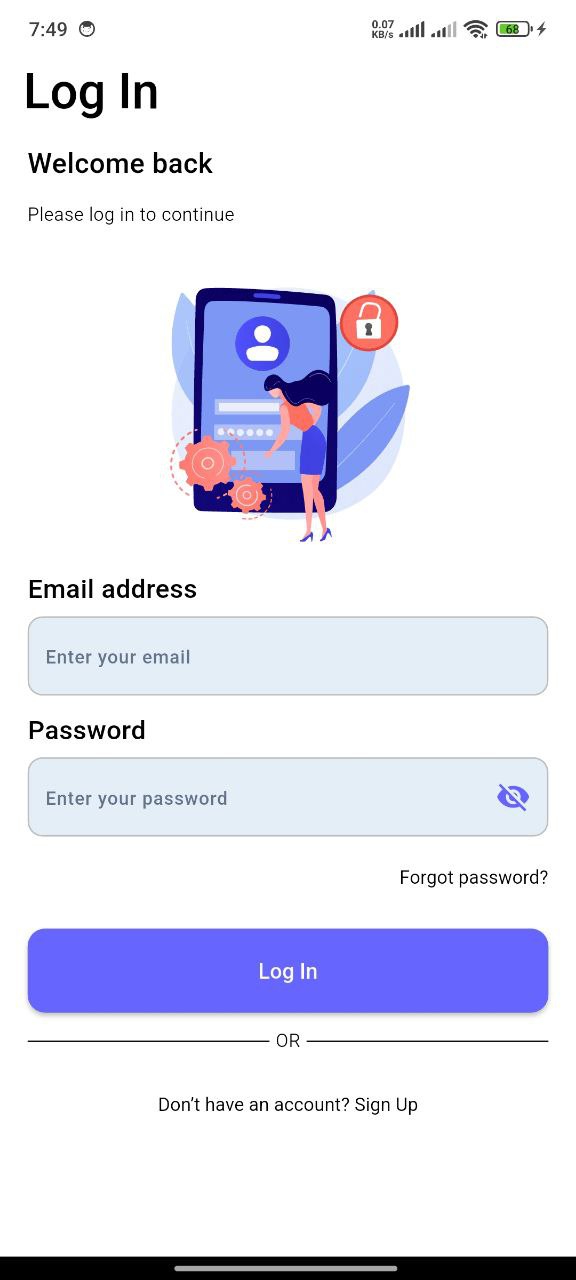 7:49
0.07
KB/s
68
Log In
Welcome back
Please log in to continue
Email address
Enter your email
Password
Enter your password
Forgot password?
Log In
OR
Don’t have an account? Sign Up